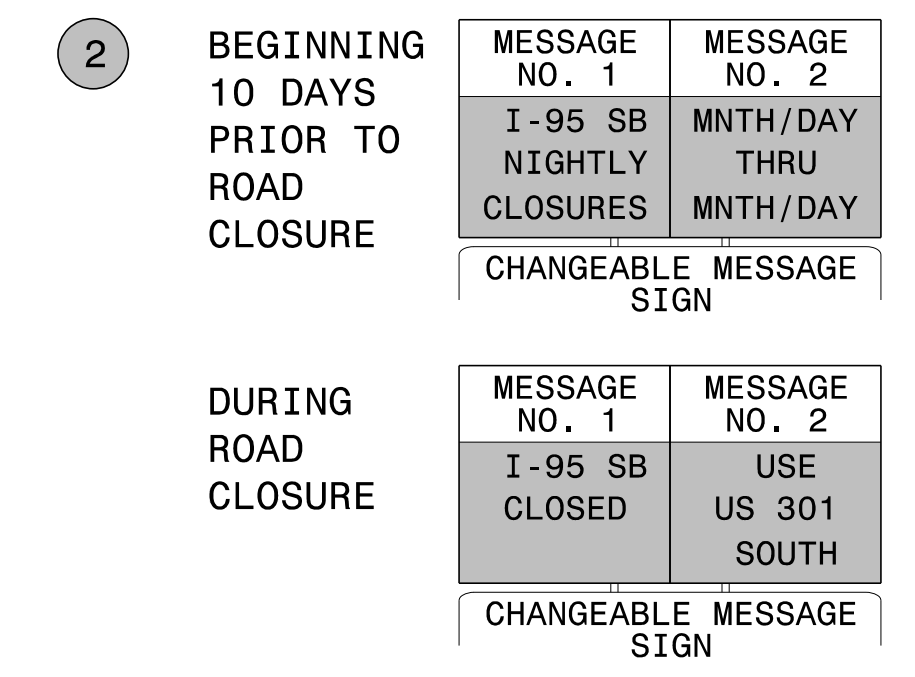 2
BEGINNING
10 DAYS
PRIOR TO
ROAD
CLOSURE
MESSAGE
NO. 1
MESSAGE
NO. 2
I-95 SB
NIGHTLY
CLOSURES
MNTH/DAY
THRU
MNTH/DAY
CHANGEABLE MESSAGE
SIGN
DURING
ROAD
CLOSURE
MESSAGE
NO. 1
MESSAGE
NO. 2
I-95 SB
CLOSED
USE
US 301
SOUTH
CHANGEABLE MESSAGE
SIGN